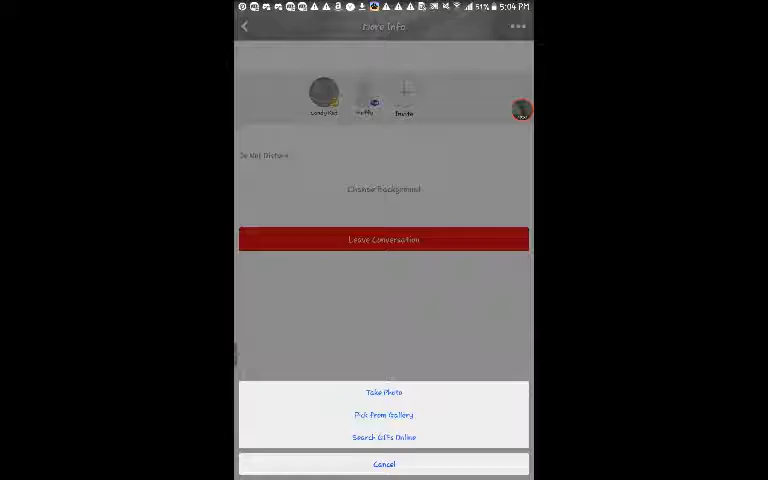 51% 5:04 PM
More Info
Invite
Do Not Disturb
Change Background
Leave Conversation
Take Photo
Pick from Gallery
Search GIFs Online
Cancel